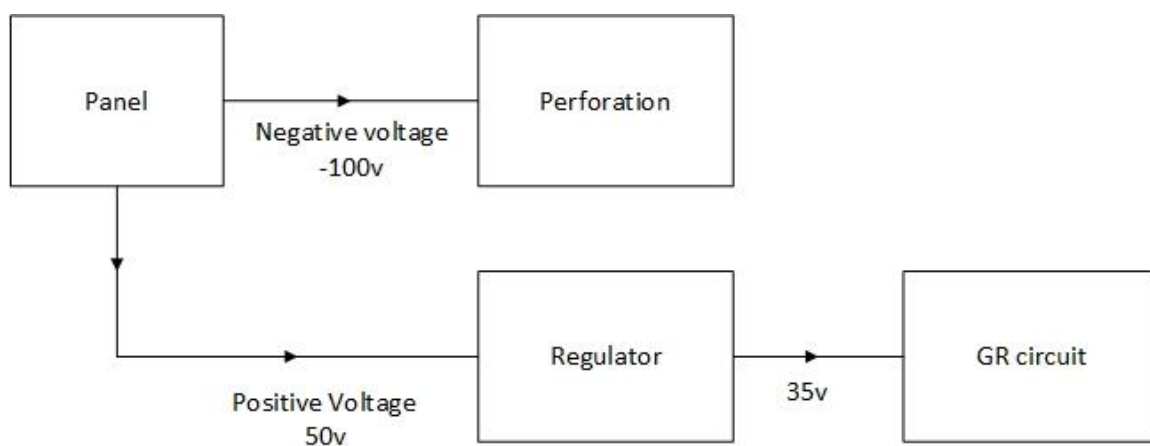 Panel
Perforation
Negative voltage
-100v
Regulator
GR circuit
35v
Positive Voltage
50v